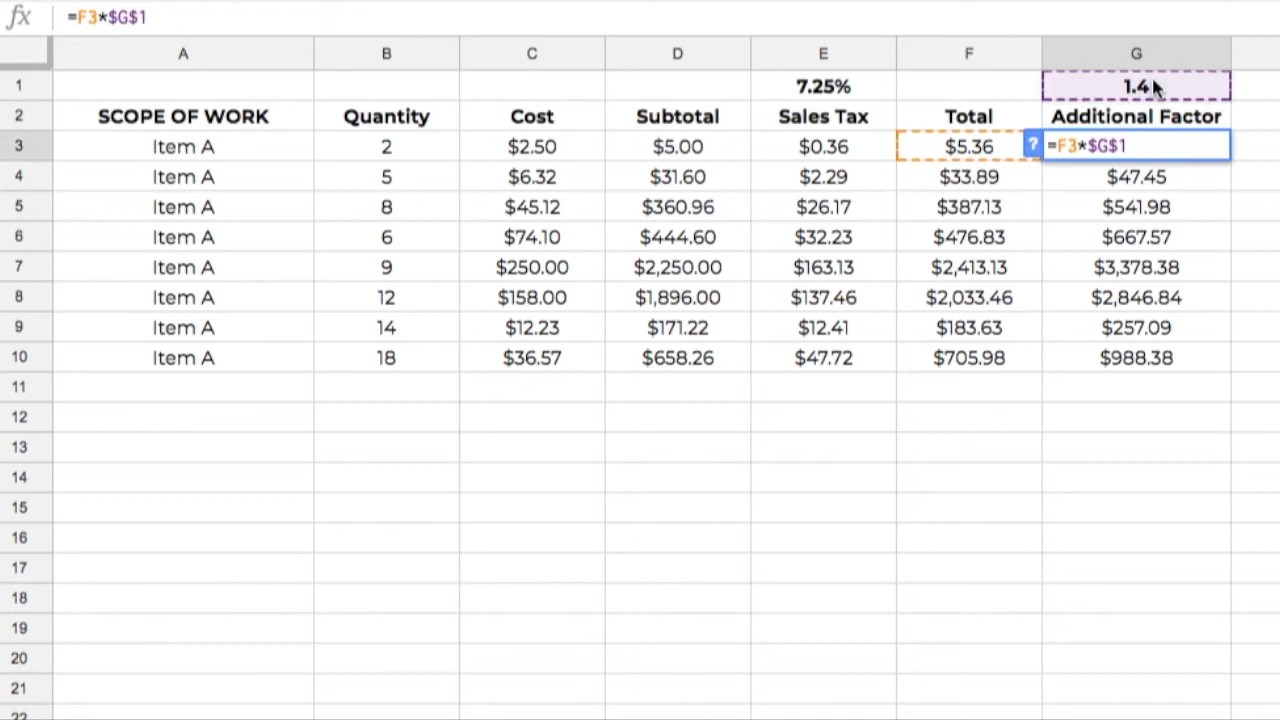 fx =F3*$G$1
A B C D E F G
1 7.25% 1.4
2 SCOPE OF WORK Quantity Cost Subtotal Sales Tax Total Additional Factor
3 Item A 2 $2.50 $5.00 $0.36 $5.36 ? =F3*$G$1
4 Item A 5 $6.32 $31.60 $2.29 $33.89 $47.45
5 Item A 8 $45.12 $360.96 $26.17 $387.13 $541.98
6 Item A 6 $74.10 $444.60 $32.23 $476.83 $667.57
7 Item A 9 $250.00 $2,250.00 $163.13 $2,413.13 $3,378.38
8 Item A 12 $158.00 $1,896.00 $137.46 $2,033.46 $2,846.84
9 Item A 14 $12.23 $171.22 $12.41 $183.63 $257.09
10 Item A 18 $36.57 $658.26 $47.72 $705.98 $988.38
11
12
13
14
15
16
17
18
19
20
21
22